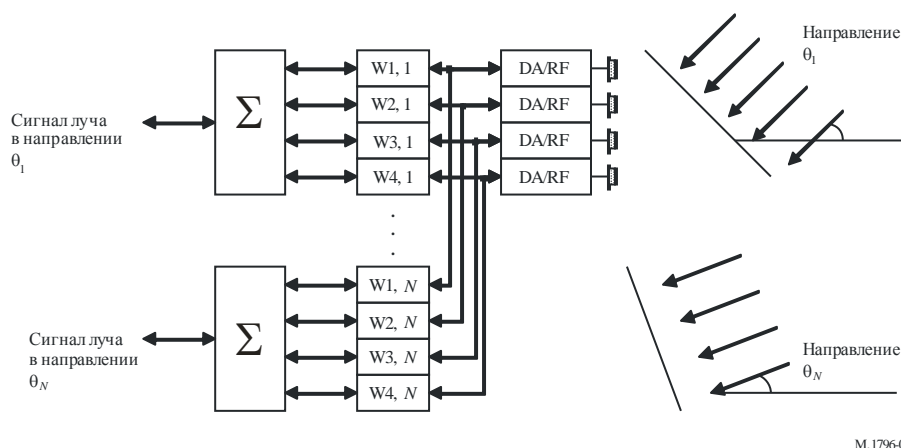 Сигнал луча
в направлении
θ1
Σ
W1, 1
W2, 1
W3, 1
W4, 1
DA/RF
DA/RF
DA/RF
DA/RF
Направление
θ1
. . .
Сигнал луча
в направлении
θN
Σ
W1, N
W2, N
W3, N
W4, N
Направление
θN
M.1796-0